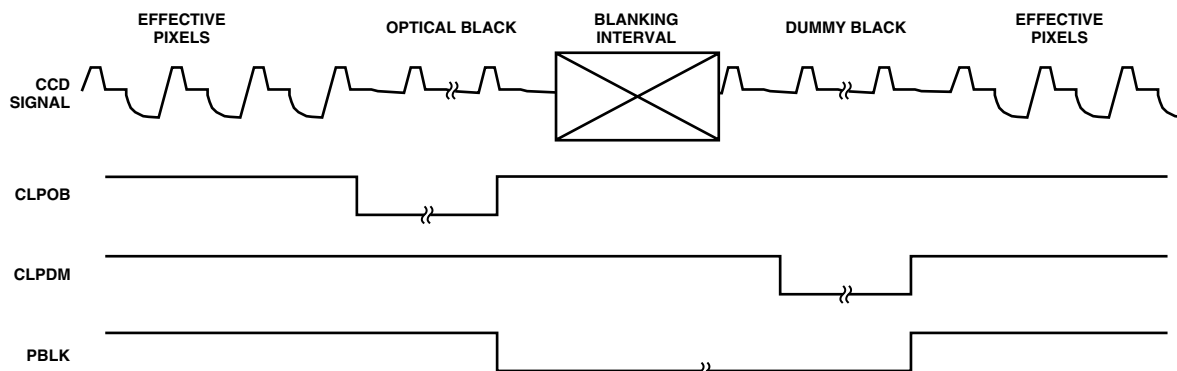 EFFECTIVE
PIXELS
OPTICAL BLACK
BLANKING
INTERVAL
DUMMY BLACK
EFFECTIVE
PIXELS
CCD
SIGNAL
CLPOB
CLPDM
PBLK